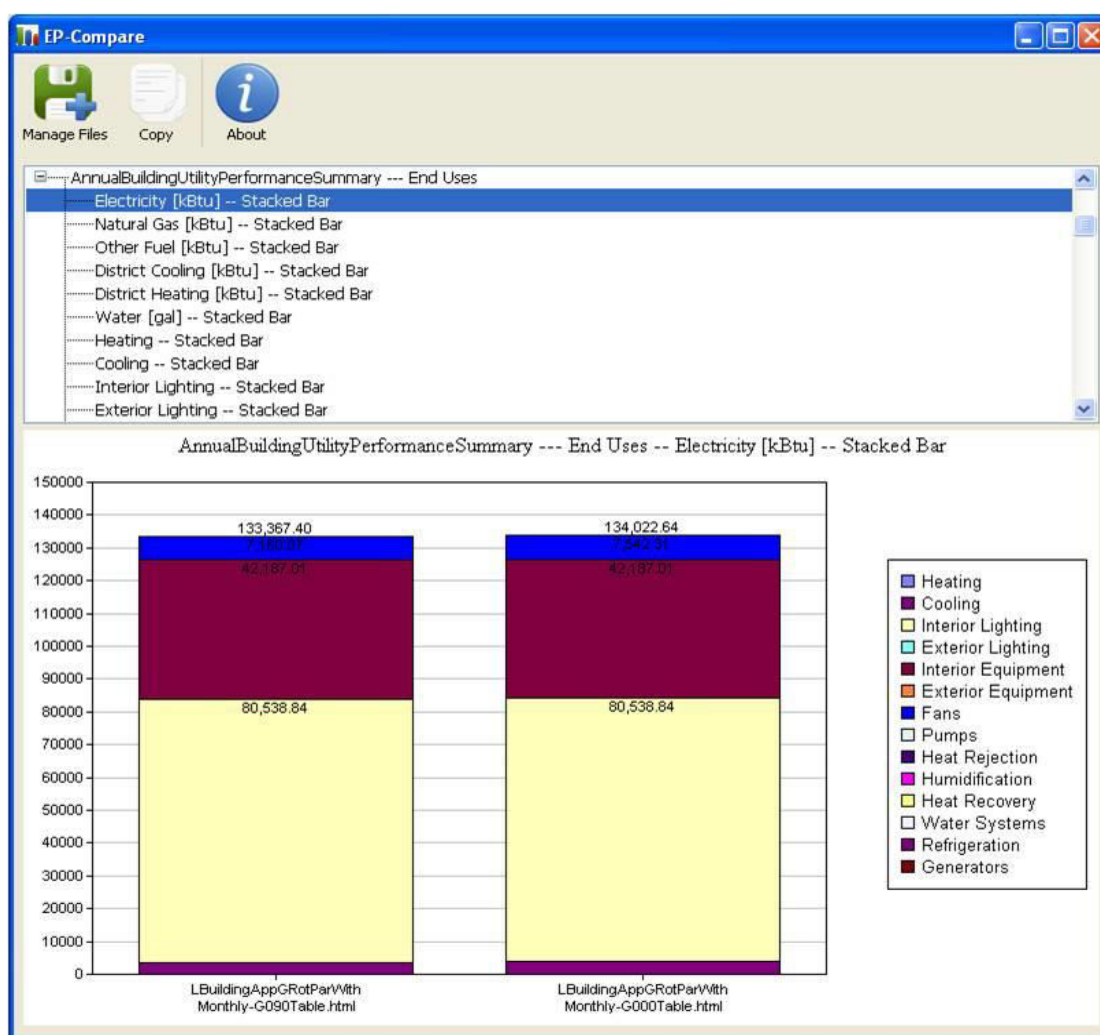 EP-Compare
Manage Files Copy About
AnnualBuildingUtilityPerformanceSummary --- End Uses
Electricity [kBtu] -- Stacked Bar
Natural Gas [kBtu] -- Stacked Bar
Other Fuel [kBtu] -- Stacked Bar
District Cooling [kBtu] -- Stacked Bar
District Heating [kBtu] -- Stacked Bar
Water [gal] -- Stacked Bar
Heating -- Stacked Bar
Cooling -- Stacked Bar
Interior Lighting -- Stacked Bar
Exterior Lighting -- Stacked Bar
AnnualBuildingUtilityPerformanceSummary --- End Uses -- Electricity [kBtu] -- Stacked Bar
150000
140000
130000
120000
110000
100000
90000
80000
70000
60000
50000
40000
30000
20000
10000
0
133,367.40
42,187.01
80,538.84
134,022.64
42,187.01
80,538.84
LBuildingAppGRotParWith
Monthly-G090Table.html
LBuildingAppGRotParWith
Monthly-G000Table.html
Heating
Cooling
Interior Lighting
Exterior Lighting
Interior Equipment
Exterior Equipment
Fans
Pumps
Heat Rejection
Humidification
Heat Recovery
Water Systems
Refrigeration
Generators